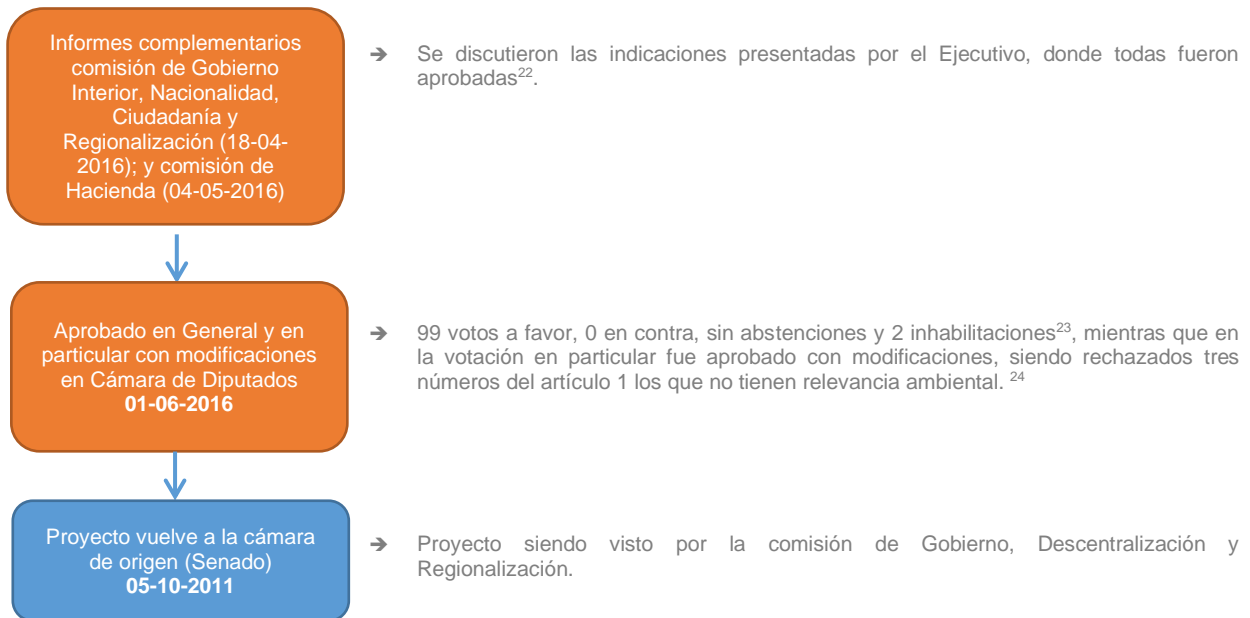 Informes complementarios
comisión de Gobierno
Interior, Nacionalidad,
Ciudadanía y
Regionalización (18-04-
2016); y comisión de
Hacienda (04-05-2016)
➔ Se discutieron las indicaciones presentadas por el Ejecutivo, donde todas fueron
aprobadas²².
Aprobado en General y en
particular con modificaciones
en Cámara de Diputados
01-06-2016
➔ 99 votos a favor, 0 en contra, sin abstenciones y 2 inhabilitaciones²³, mientras que en
la votación en particular fue aprobado con modificaciones, siendo rechazados tres
números del artículo 1 los que no tienen relevancia ambiental. ²⁴
Proyecto vuelve a la cámara
de origen (Senado)
05-10-2011
➔ Proyecto siendo visto por la comisión de Gobierno, Descentralización y
Regionalización.